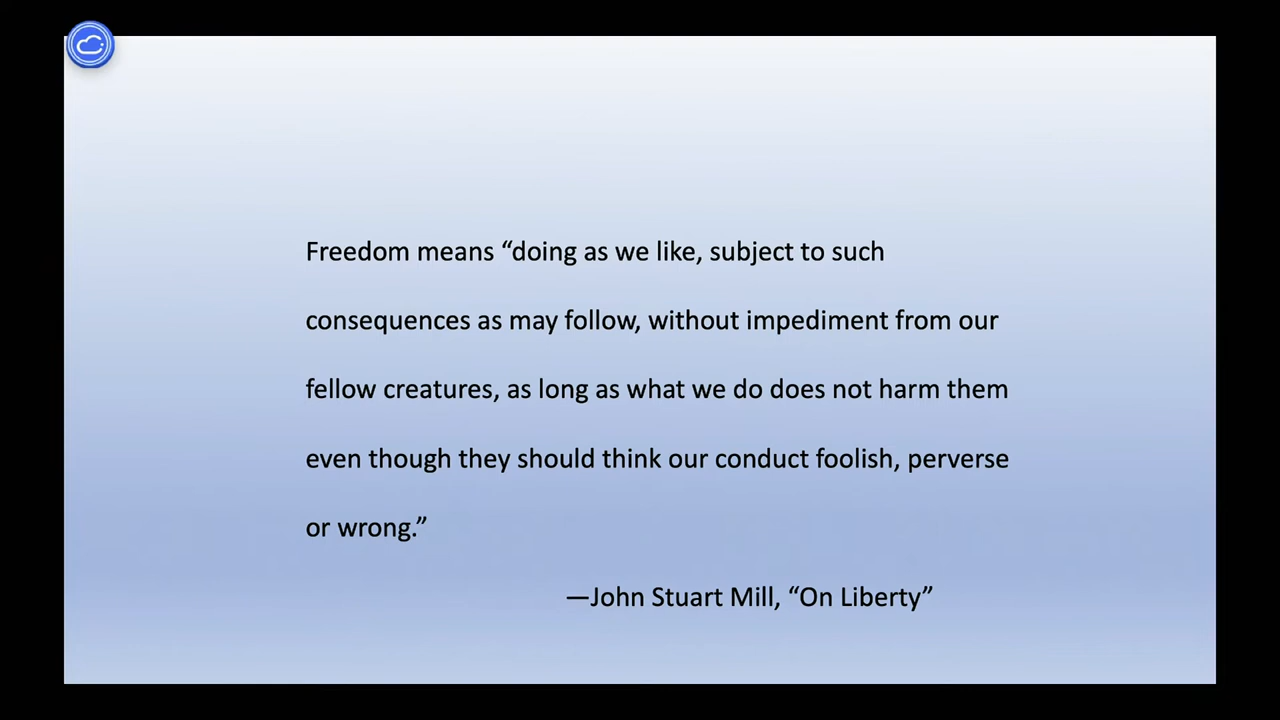 Freedom means “doing as we like, subject to such
consequences as may follow, without impediment from our
fellow creatures, as long as what we do does not harm them
even though they should think our conduct foolish, perverse
or wrong.”
—John Stuart Mill, “On Liberty”